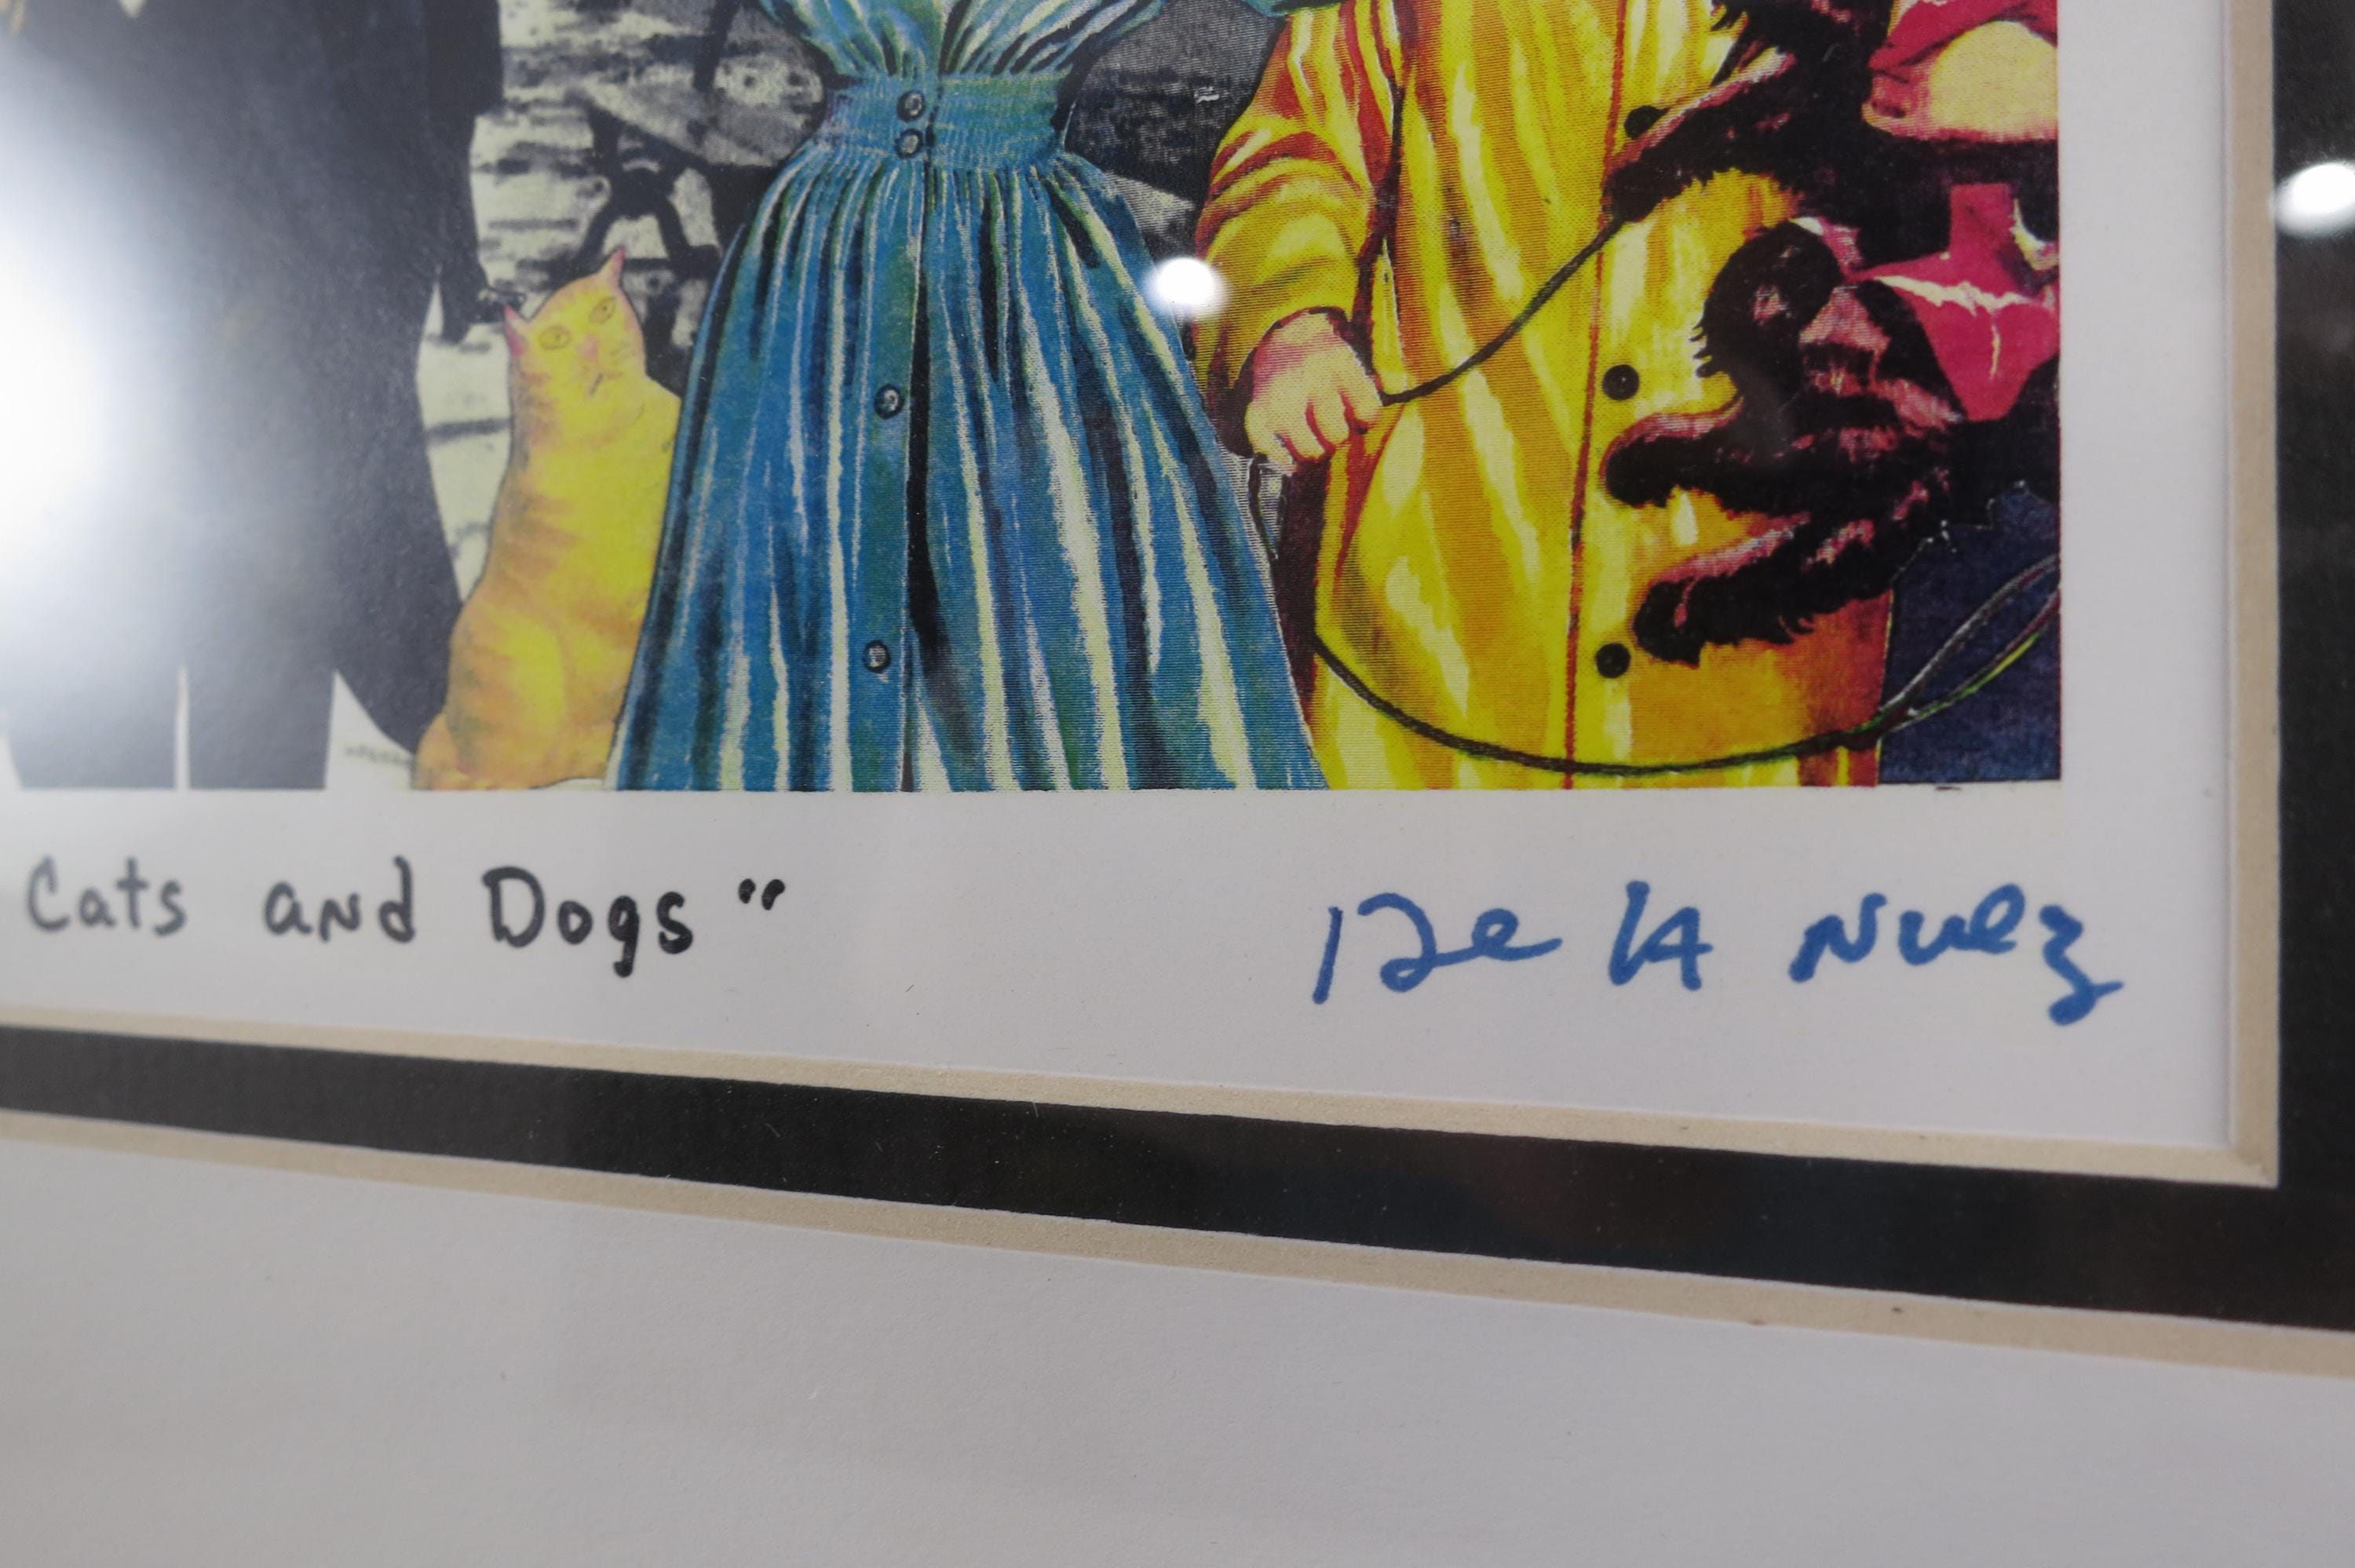 Cats and Dogs"
De lA Nuez